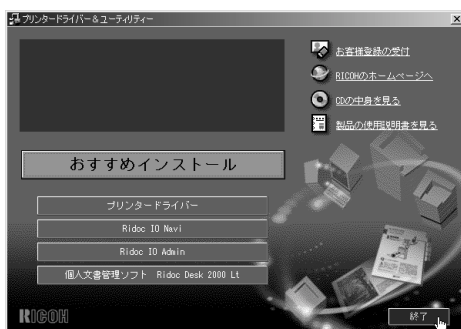 プリンタードライバー＆ユーティリティー
お客様登録の受付
RICOHのホームページへ
CDの中身を見る
製品の使用説明書を見る
おすすめインストール
プリンタードライバー
Ridoc IO Navi
Ridoc IO Admin
個人文書管理ソフト　Ridoc Desk 2000 Lt
RICOH
終了